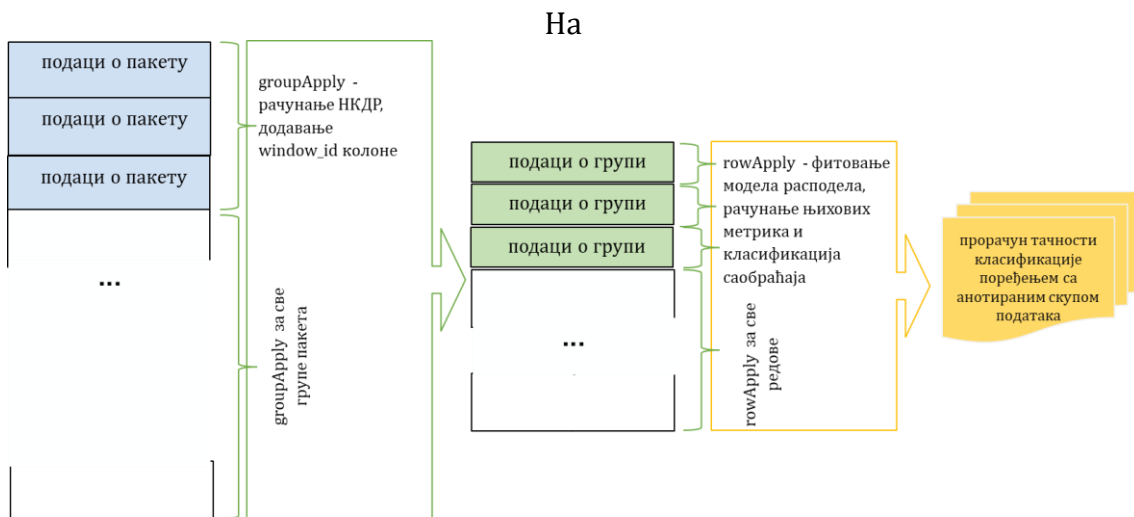 На
подаци о пакету
подаци о пакету
подаци о пакету
...
groupApply -
рачунање НКДР,
додавање
window_id колоне
groupApply за све
групе пакета
подаци о групи
подаци о групи
подаци о групи
...
rowApply - фитовање
модела расподела,
рачунање њихових
метрика и
класификација
саобраћаја
rowApply за све
редове
прорачун тачности
класификације
поређењем са
анотираним скупом
података